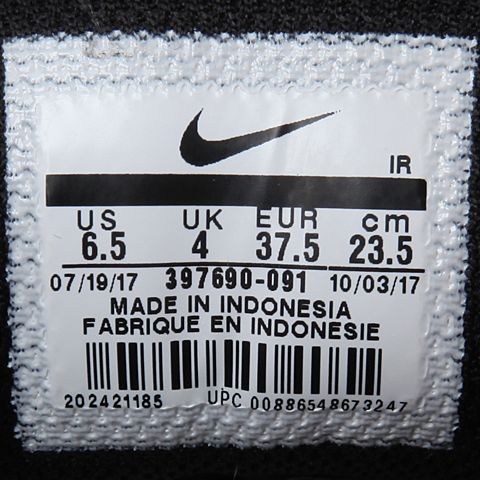 IR
US UK EUR cm
6.5 4 37.5 23.5
07/19/17 397690-091 10/03/17
MADE IN INDONESIA
FABRIQUE EN INDONESIE
202421185 UPC 00886548673247